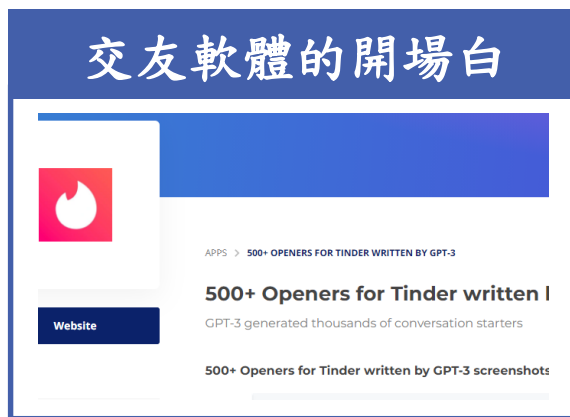 交友軟體的開場白
APPS > 500+ OPENERS FOR TINDER WRITTEN BY GPT-3
500+ Openers for Tinder written
GPT-3 generated thousands of conversation starters
Website
500+ Openers for Tinder written by GPT-3 screenshots